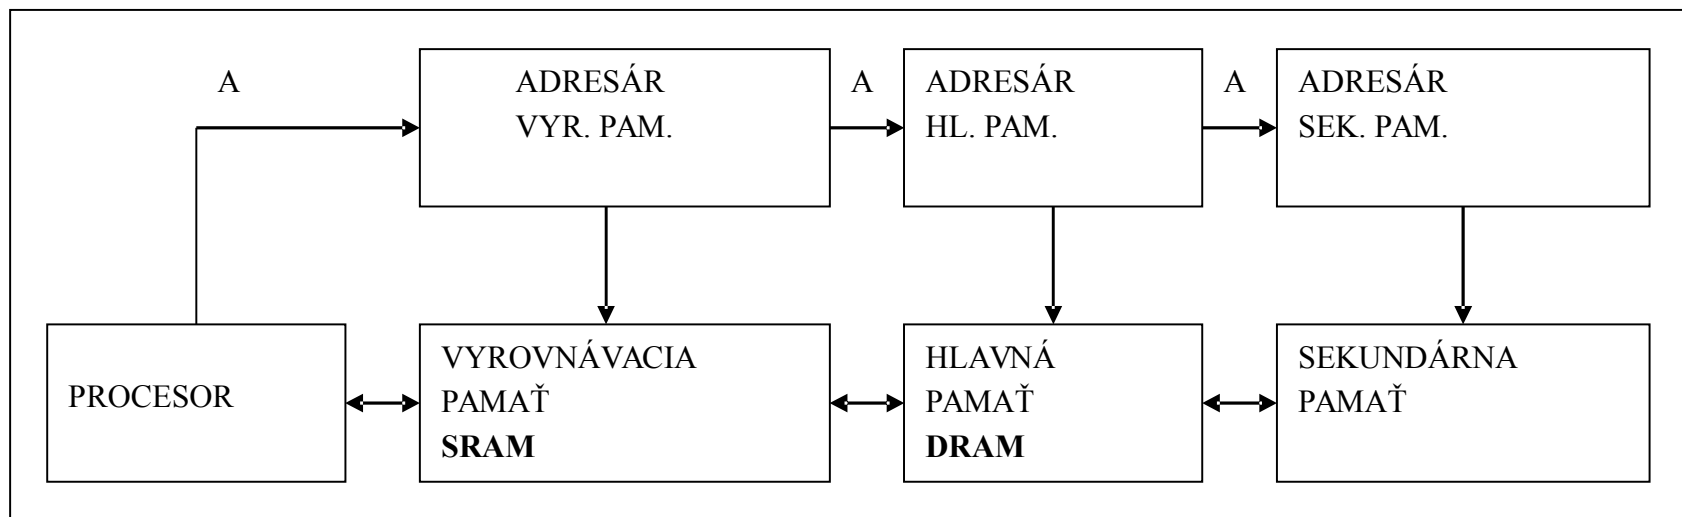 A
ADRESÁR
VYR. PAM.
A
ADRESÁR
HL. PAM.
A
ADRESÁR
SEK. PAM.
PROCESOR
VYROVNÁVACIA
PAMAŤ
SRAM
HLAVNÁ
PAMAŤ
DRAM
SEKUNDÁRNA
PAMAŤ